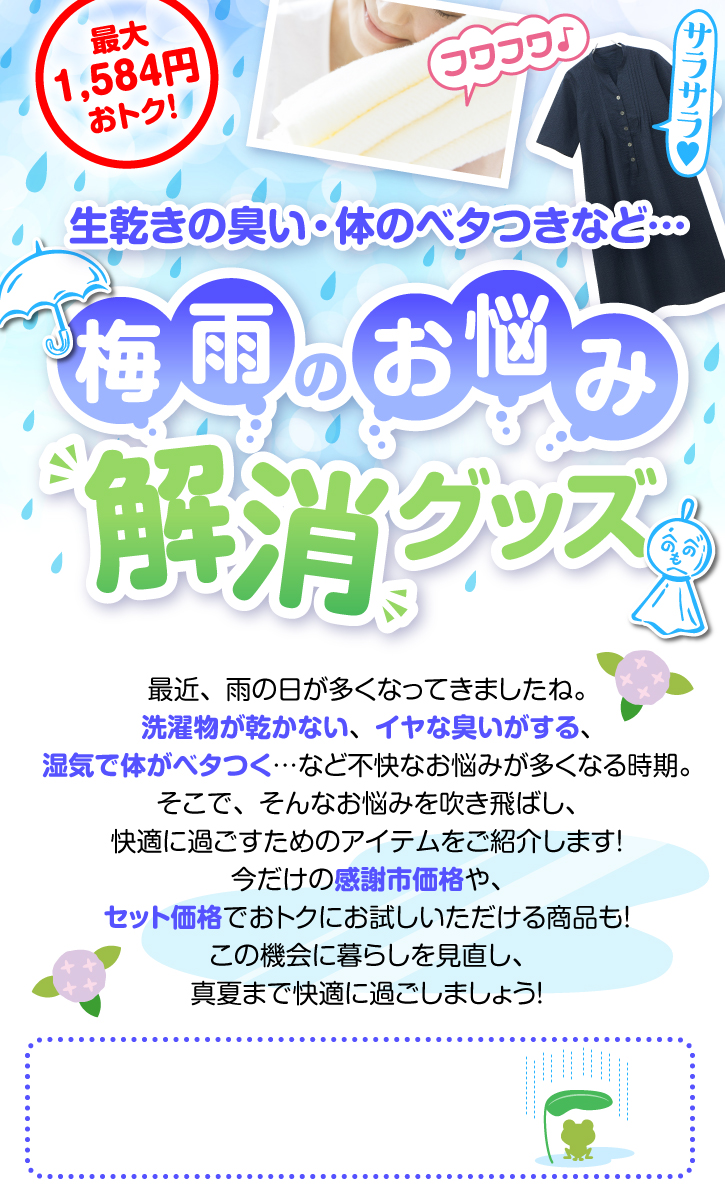 最大
1,584円
おトク!
フワフワ♪
サラサラ♥
生乾きの臭い・体のベタつきなど…
梅雨のお悩み
解消グッズ
へのへのもへ
最近、雨の日が多くなってきましたね。
洗濯物が乾かない、イヤな臭いがする、
湿気で体がベタつく…など不快なお悩みが多くなる時期。
そこで、そんなお悩みを吹き飛ばし、
快適に過ごすためのアイテムをご紹介します!
今だけの感謝市価格や、
セット価格でおトクにお試しいただける商品も!
この機会に暮らしを見直し、
真夏まで快適に過ごしましょう!